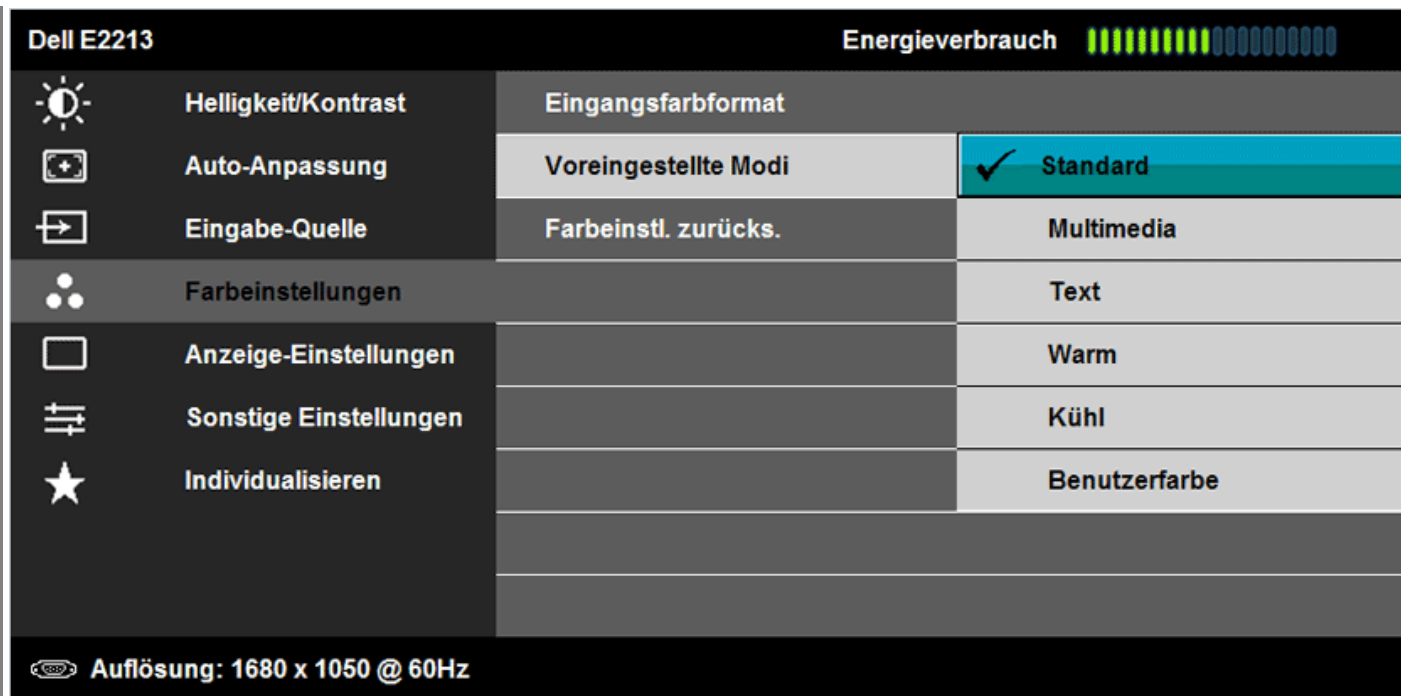 Dell E2213 Energieverbrauch
Helligkeit/Kontrast Eingangsfarbformat
Auto-Anpassung Voreingestellte Modi Standard
Eingabe-Quelle Farbeinstl. zurücks. Multimedia
Farbeinstellungen Text
Anzeige-Einstellungen Warm
Sonstige Einstellungen Kühl
Individualisieren Benutzerfarbe
Auflösung: 1680 x 1050 @ 60Hz